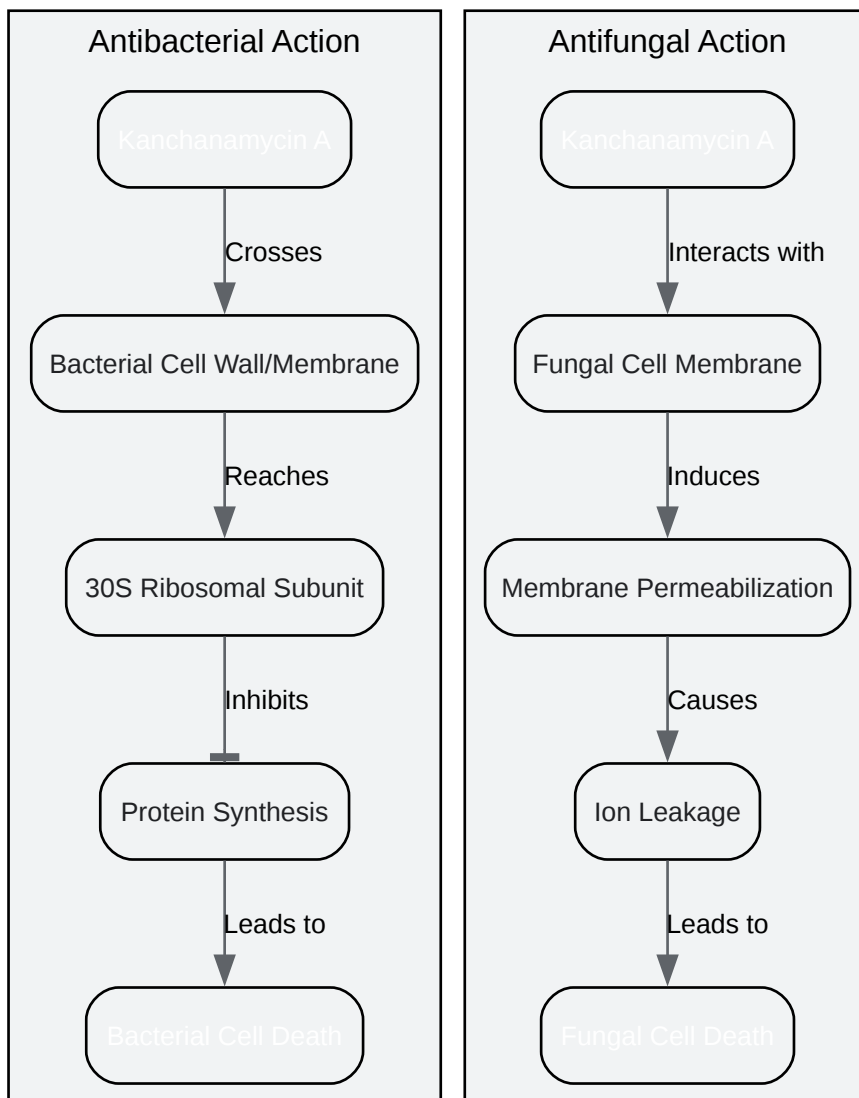 Antibacterial Action
Kanchanamycin A
Crosses
Bacterial Cell Wall/Membrane
Reaches
30S Ribosomal Subunit
Inhibits
Protein Synthesis
Leads to
Bacterial Cell Death
Antifungal Action
Kanchanamycin A
Interacts with
Fungal Cell Membrane
Induces
Membrane Permeabilization
Causes
Ion Leakage
Leads to
Fungal Cell Death